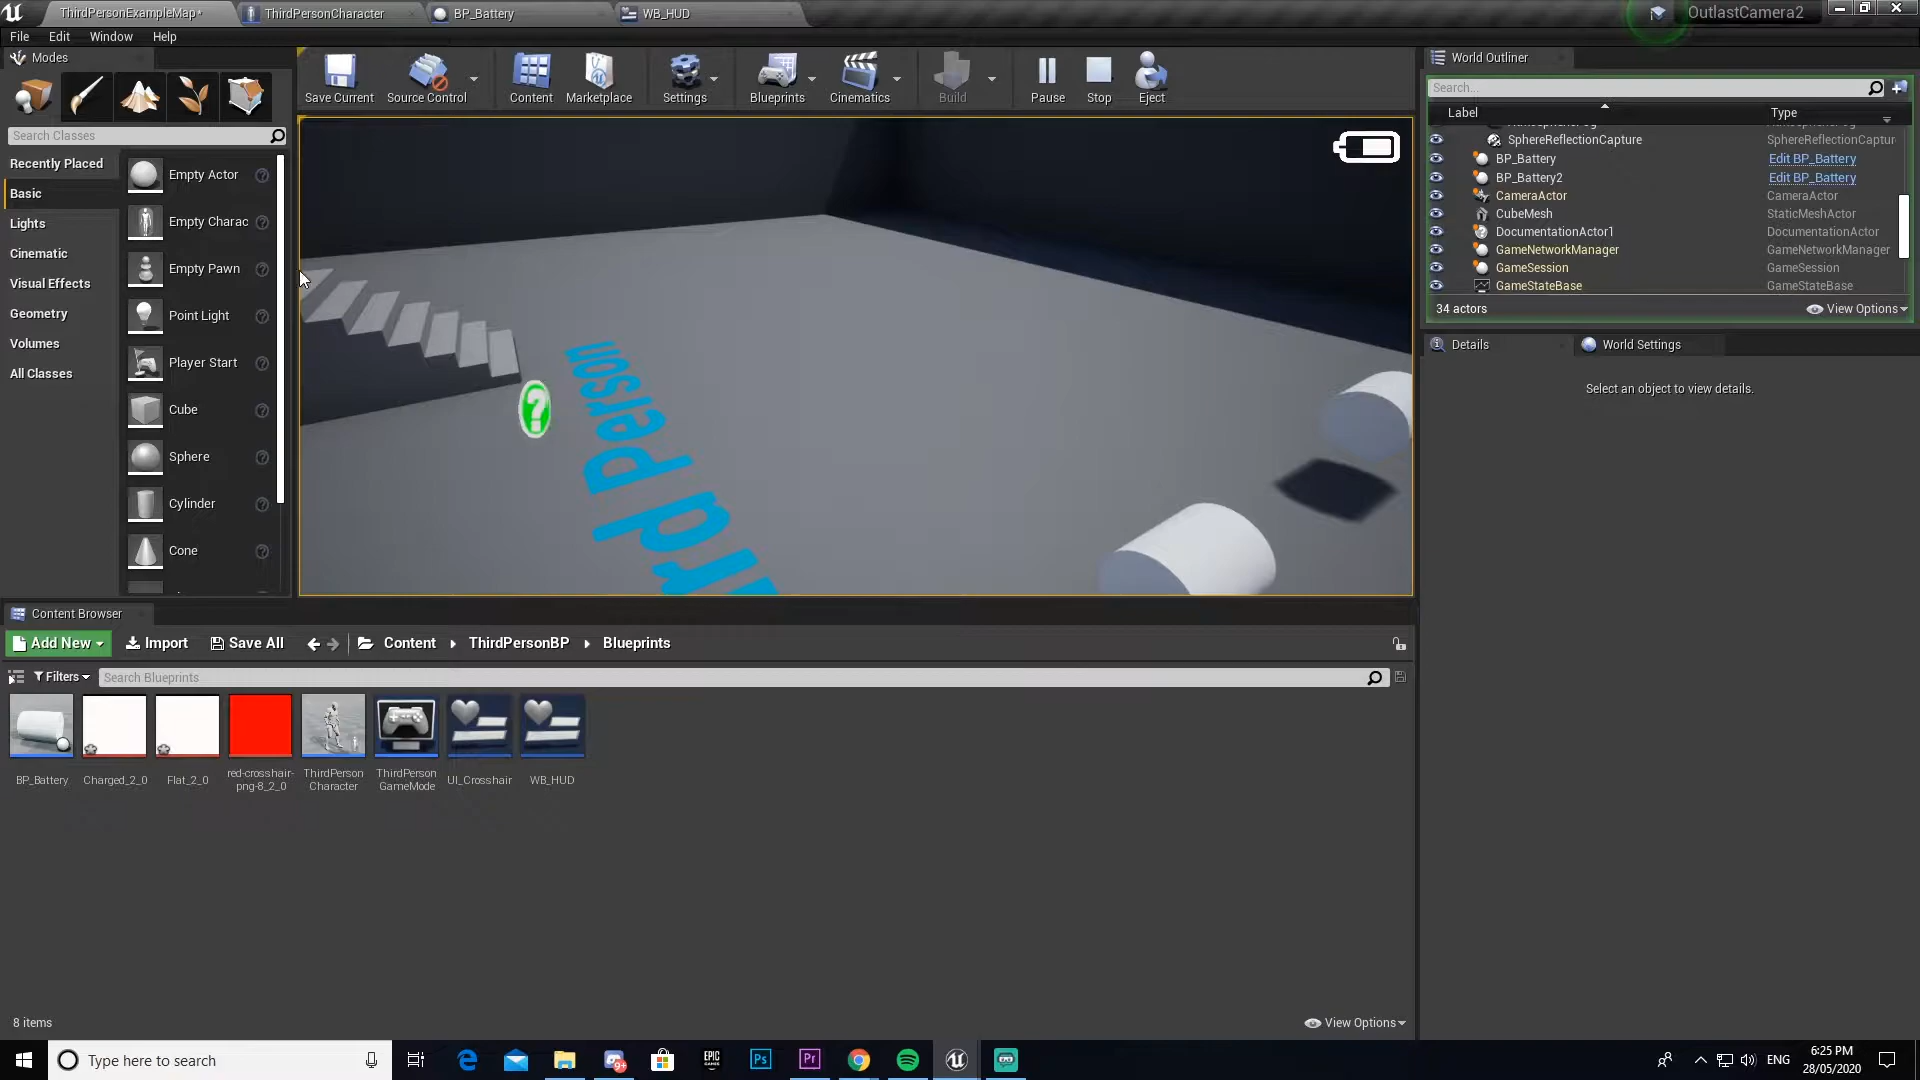 ThirdPersonExampleMap*
ThirdPersonCharacter
BP_Battery
WB_HUD
OutlastCamera2
File
Edit
Window
Help
Modes
Search Classes
Recently Placed
Basic
Lights
Cinematic
Visual Effects
Geometry
Volumes
All Classes
Empty Actor
Empty Charac
Empty Pawn
Point Light
Player Start
Cube
Sphere
Cylinder
Cone
Save Current
Source Control
Content
Marketplace
Settings
Blueprints
Cinematics
Build
Pause
Stop
Eject
ird Person
World Outliner
Search...
Label
Type
SphereReflectionCapture SphereReflectionCaptur
BP_Battery Edit BP_Battery
BP_Battery2 Edit BP_Battery
CameraActor CameraActor
CubeMesh StaticMeshActor
DocumentationActor1 DocumentationActor
GameNetworkManager GameNetworkManager
GameSession GameSession
GameStateBase GameStateBase
34 actors
View Options
Details
World Settings
Select an object to view details.
Content Browser
Add New
Import
Save All
Content
ThirdPersonBP
Blueprints
Filters
Search Blueprints
BP_Battery
Charged_2_0
Flat_2_0
red-crosshair-
png-8_2_0
ThirdPerson
Character
ThirdPerson
GameMode
UI_Crosshair
WB_HUD
8 items
View Options
Type here to search
EPIC
GAMES
Ps
Pr
ENG
6:25 PM
28/05/2020